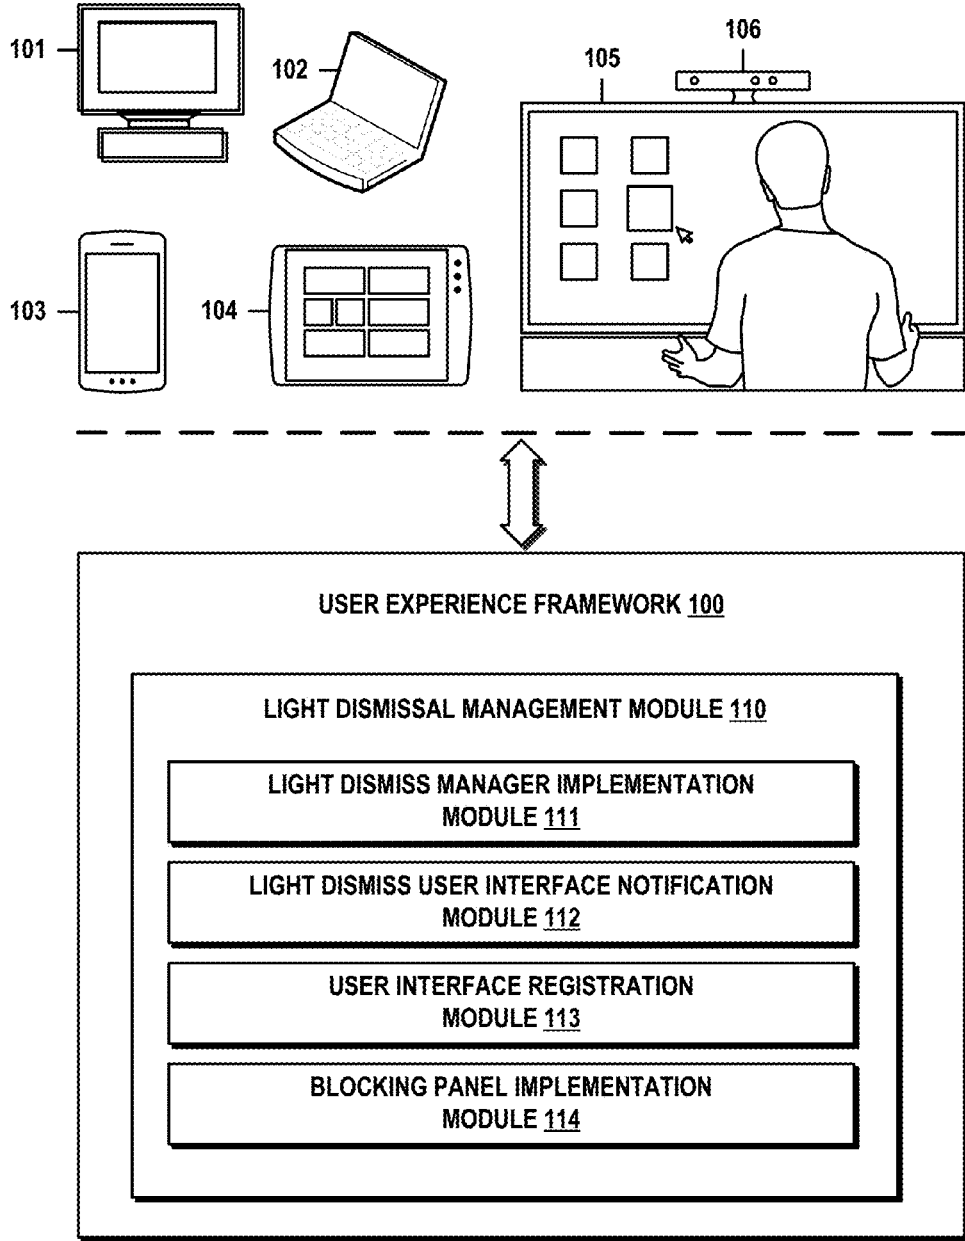 101
102
105
106
103
104
USER EXPERIENCE FRAMEWORK 100
LIGHT DISMISSAL MANAGEMENT MODULE 110
LIGHT DISMISS MANAGER IMPLEMENTATION
MODULE 111
LIGHT DISMISS USER INTERFACE NOTIFICATION
MODULE 112
USER INTERFACE REGISTRATION
MODULE 113
BLOCKING PANEL IMPLEMENTATION
MODULE 114